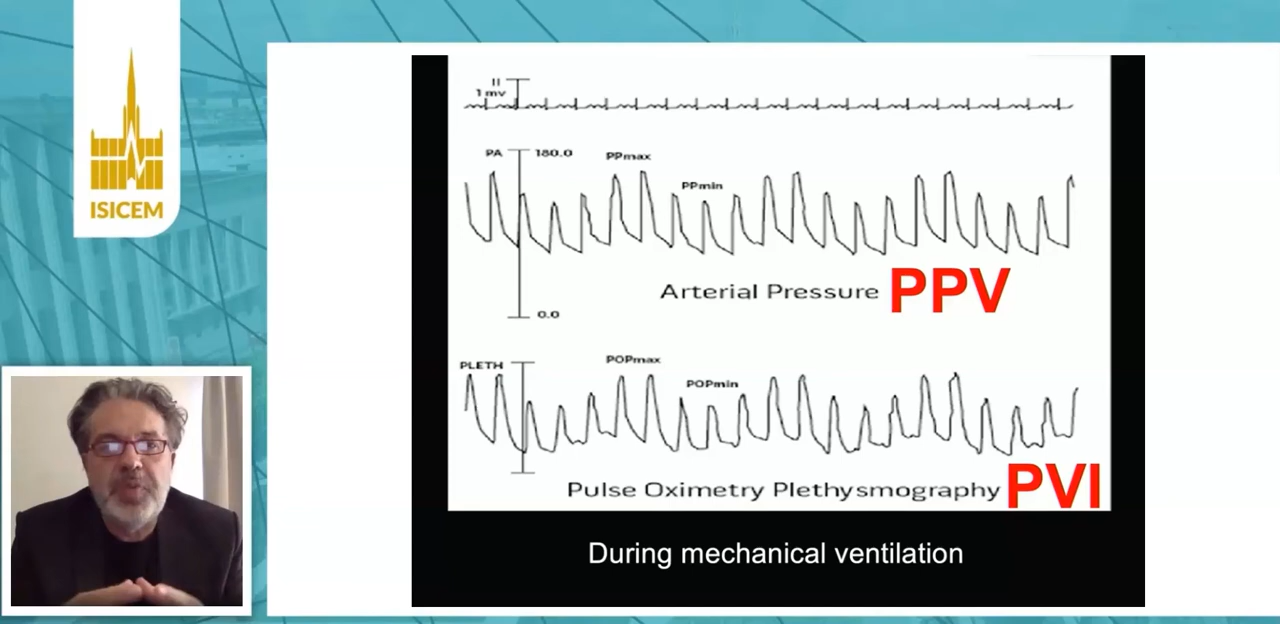 ISICEM
II
1 mv
PA
180.0
PPmax
PPmin
Arterial Pressure PPV
0.0
PLETH
POPmax
POPmin
Pulse Oximetry Plethysmography PVI
During mechanical ventilation